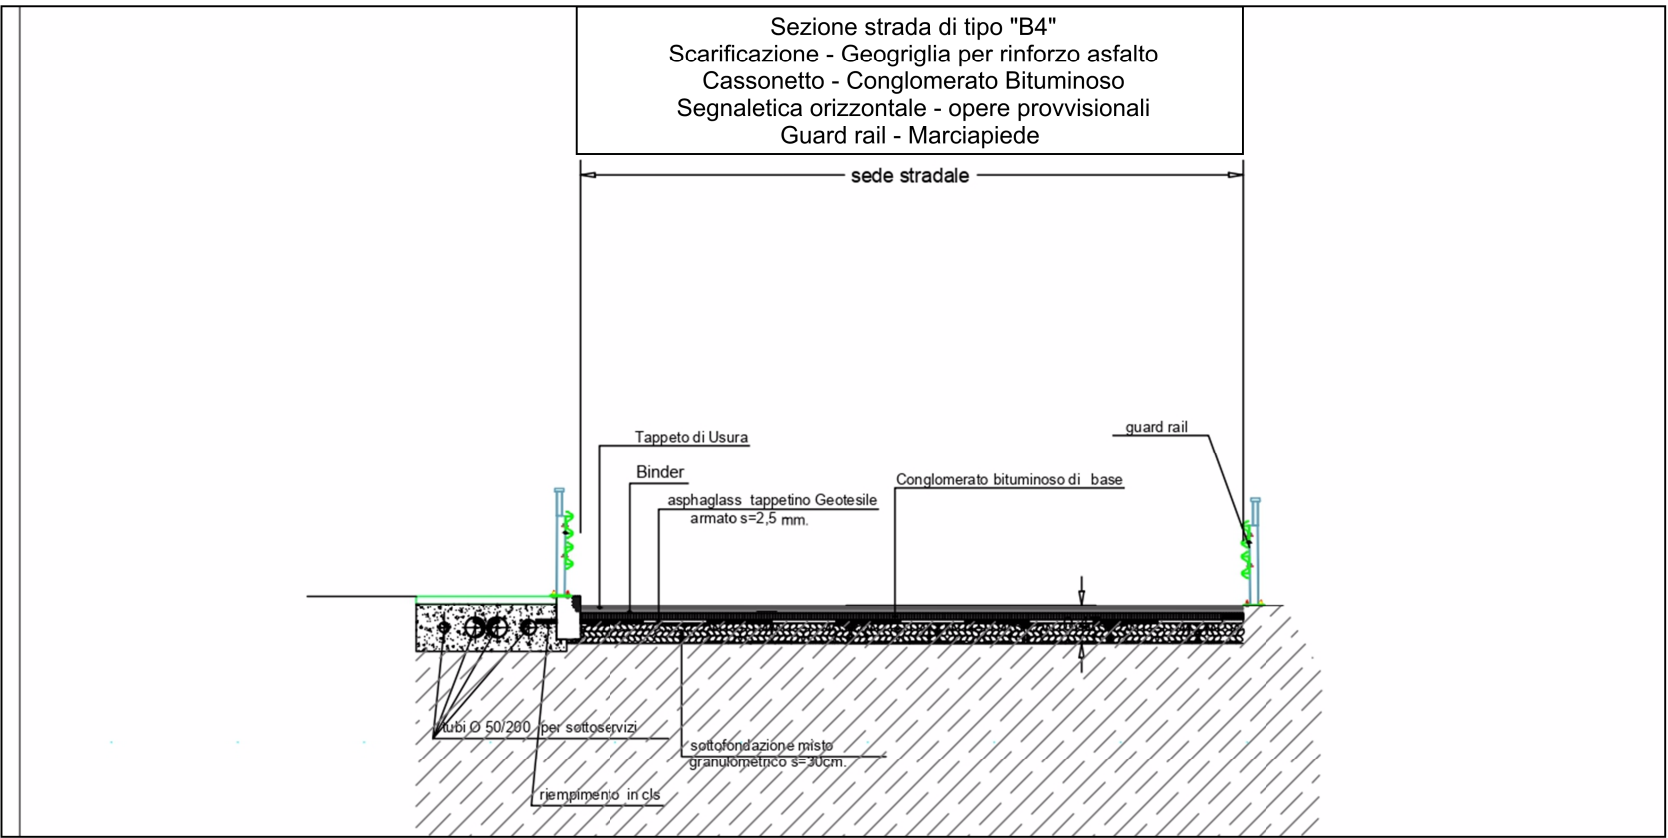 Sezione strada di tipo "B4"
Scarificazione - Geogriglia per rinforzo asfalto
Cassonetto - Conglomerato Bituminoso
Segnaletica orizzontale - opere provvisionali
Guard rail - Marciapiede
sede stradale
guard rail
Tappeto di Usura
Binder
Conglomerato bituminoso di base
asphaglass tappetino Geotesile
armato s=2,5 mm.
tubi Ø 50/200 per sottoservizi
sottofondazione misto
granulometrico s=30cm.
riempimento in cls